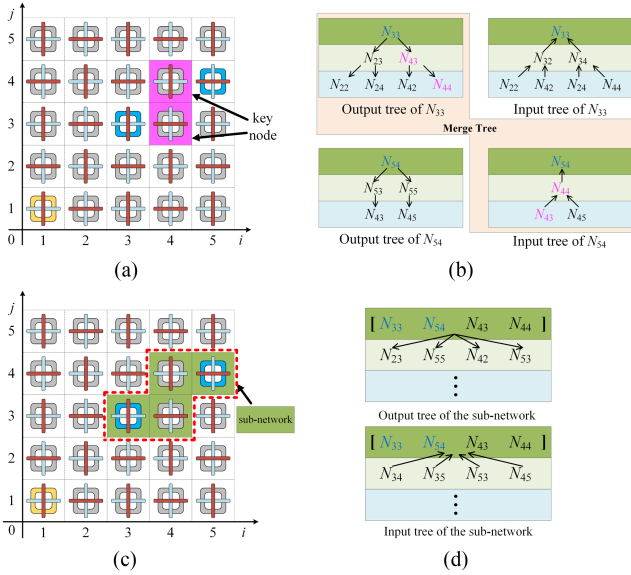 j
5
4
3
2
1
0
1 2 3 4 5 i
key
node
(a)
N33
N23 N43
N22 N24 N42 N44
Output tree of N33
N33
N32 N34
N22 N42 N24 N44
Input tree of N33
Merge Tree
N54
N53 N55
N43 N45
Output tree of N54
N54
N44
N43 N45
Input tree of N54
(b)
j
5
4
3
2
1
0
1 2 3 4 5 i
sub-network
(c)
[ N33 N54 N43 N44 ]
N23 N55 N42 N53
Output tree of the sub-network
[ N33 N54 N43 N44 ]
N34 N35 N53 N45
Input tree of the sub-network
(d)